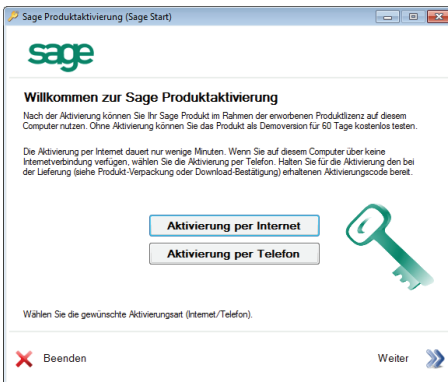 Sage Produktaktivierung (Sage Start)
sage
Willkommen zur Sage Produktaktivierung
Nach der Aktivierung können Sie Ihr Sage Produkt im Rahmen der erworbenen Produktlizenz auf diesem
Computer nutzen. Ohne Aktivierung können Sie das Produkt als Demoversion für 60 Tage kostenlos testen.
Die Aktivierung per Internet dauert nur wenige Minuten. Wenn Sie auf diesem Computer über keine
Internetverbindung verfügen, wählen Sie die Aktivierung per Telefon. Halten Sie für die Aktivierung den bei
der Lieferung (siehe Produkt-Verpackung oder Download-Bestätigung) erhaltenen Aktivierungscode bereit.
Aktivierung per Internet
Aktivierung per Telefon
Wählen Sie die gewünschte Aktivierungsart (Internet/Telefon).
Beenden
Weiter